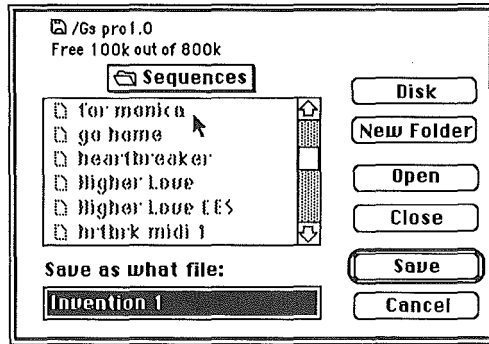 /Gs pro1.0
Free 100k out of 800k
Sequences
for monica
go home
heartbreaker
Higher Love
Higher Love CES
hrtbrk midi 1
Save as what file:
Invention 1
Disk
New Folder
Open
Close
Save
Cancel